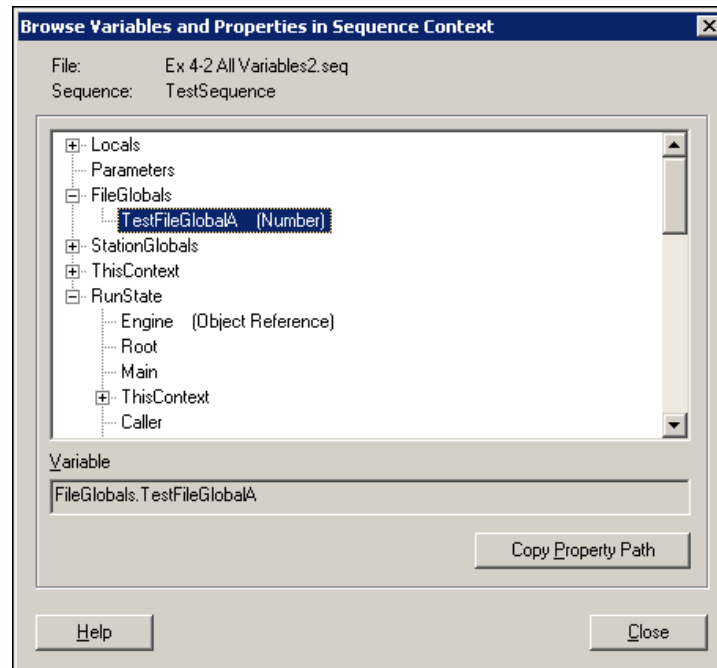 Browse Variables and Properties in Sequence Context
File: Ex 4-2 All Variables2.seq
Sequence: TestSequence
Locals
Parameters
FileGlobals
TestFileGlobalA (Number)
StationGlobals
ThisContext
RunState
Engine (Object Reference)
Root
Main
ThisContext
Caller
Variable
FileGlobals.TestFileGlobalA
Copy Property Path
Help Close